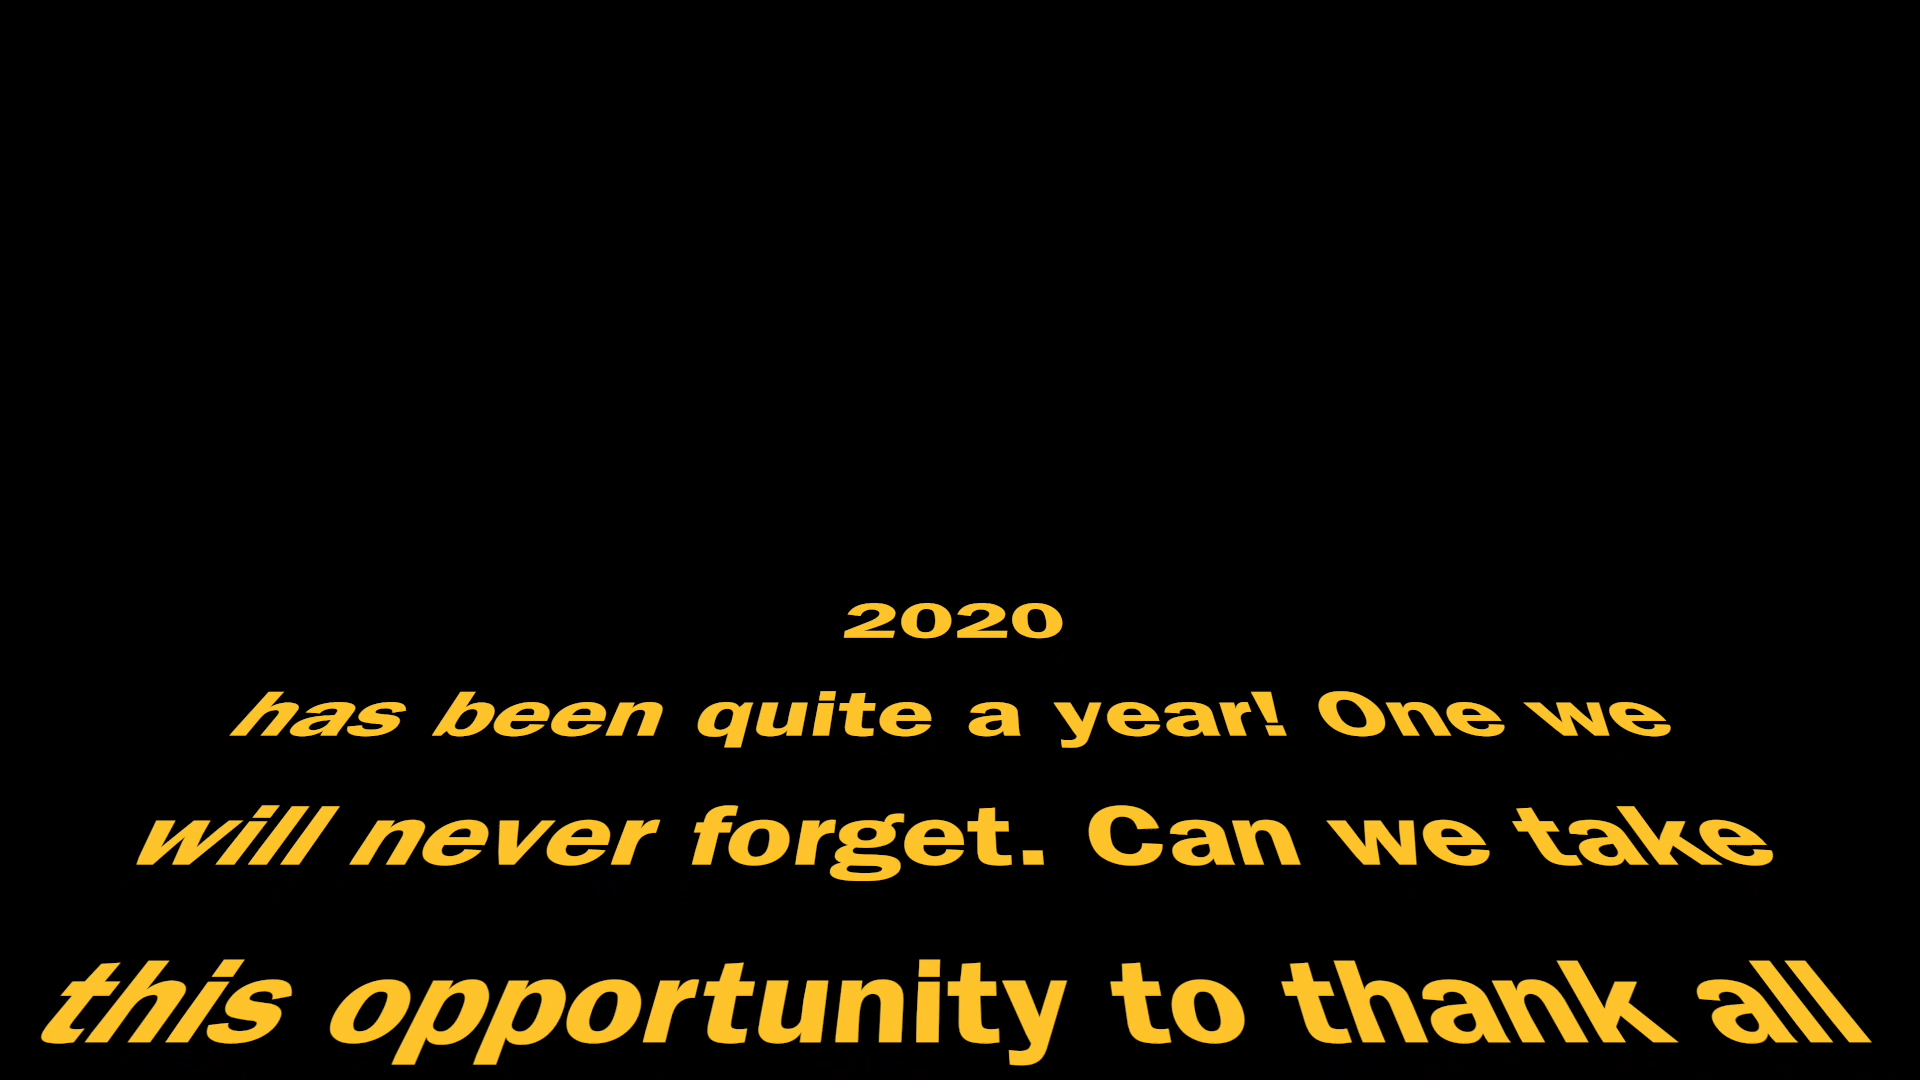 2020
has been quite a year! One we
will never forget. Can we take
this opportunity to thank all